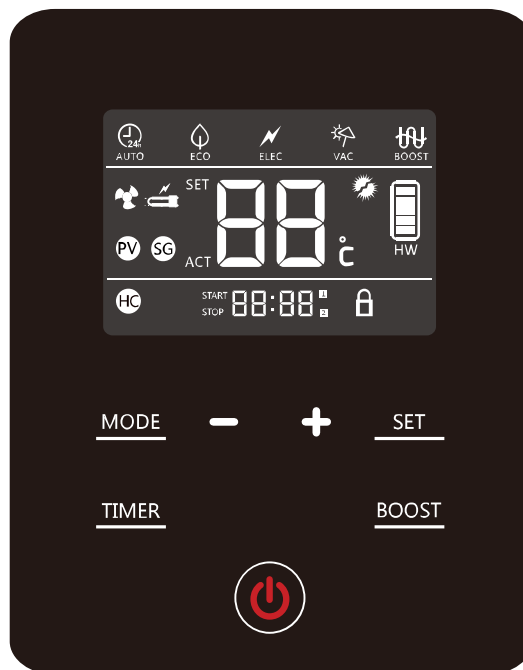 24h
AUTO ECO ELEC VAC BOOST
SET
88
°C
HW
PV SG
ACT
HC
START
STOP
88:88
1
2
MODE - + SET
TIMER BOOST